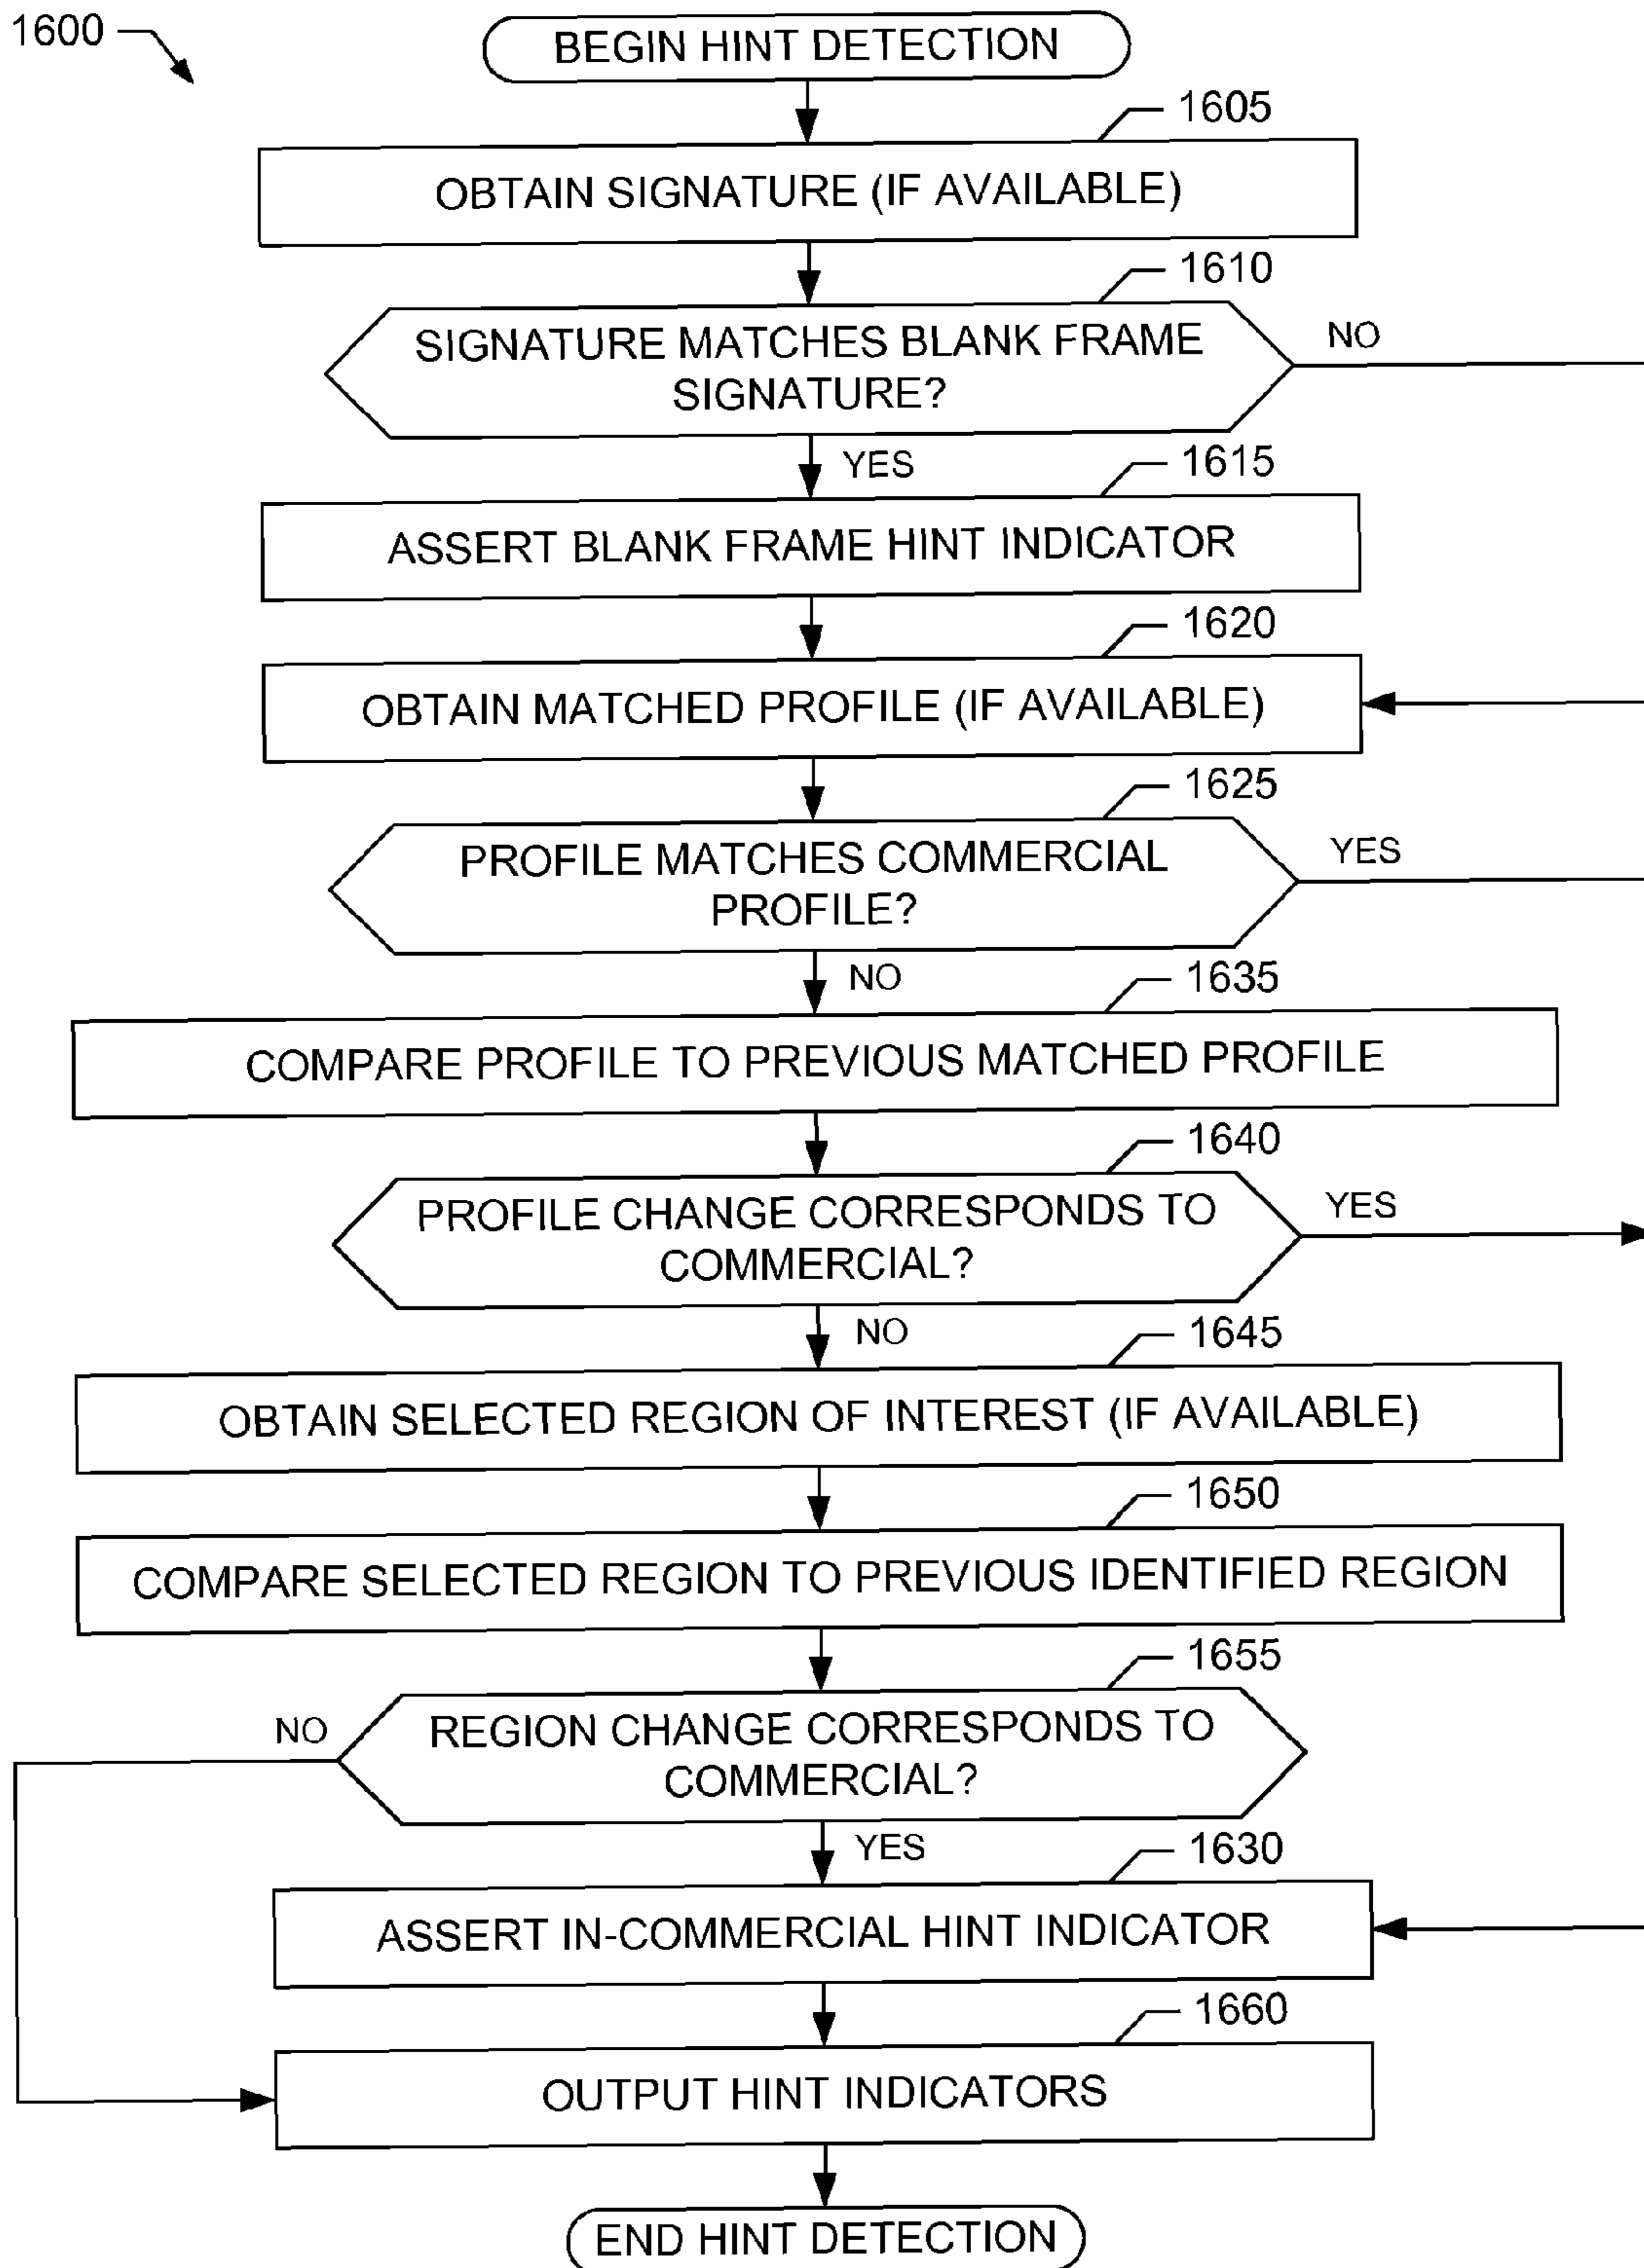 1600
BEGIN HINT DETECTION
1605
OBTAIN SIGNATURE (IF AVAILABLE)
1610
SIGNATURE MATCHES BLANK FRAME
SIGNATURE?
NO
YES
1615
ASSERT BLANK FRAME HINT INDICATOR
1620
OBTAIN MATCHED PROFILE (IF AVAILABLE)
1625
PROFILE MATCHES COMMERCIAL
PROFILE?
YES
NO
1635
COMPARE PROFILE TO PREVIOUS MATCHED PROFILE
1640
PROFILE CHANGE CORRESPONDS TO
COMMERCIAL?
YES
NO
1645
OBTAIN SELECTED REGION OF INTEREST (IF AVAILABLE)
1650
COMPARE SELECTED REGION TO PREVIOUS IDENTIFIED REGION
1655
NO
REGION CHANGE CORRESPONDS TO
COMMERCIAL?
YES
1630
ASSERT IN-COMMERCIAL HINT INDICATOR
1660
OUTPUT HINT INDICATORS
END HINT DETECTION